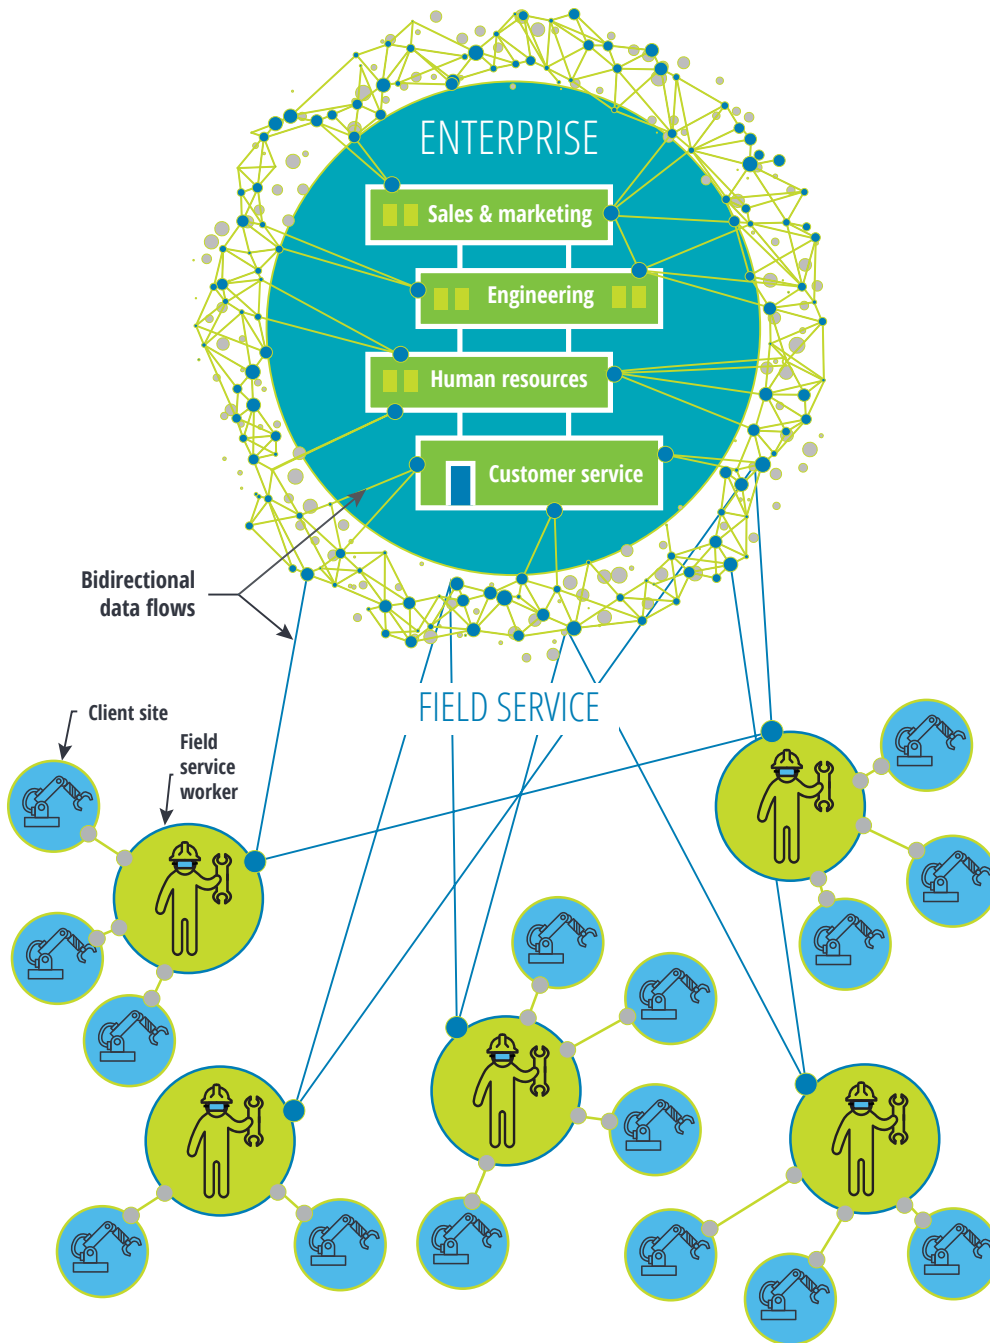 ENTERPRISE
Sales & marketing
Engineering
Human resources
Customer service
Bidirectional
data flows
FIELD SERVICE
Client site
Field
service
worker